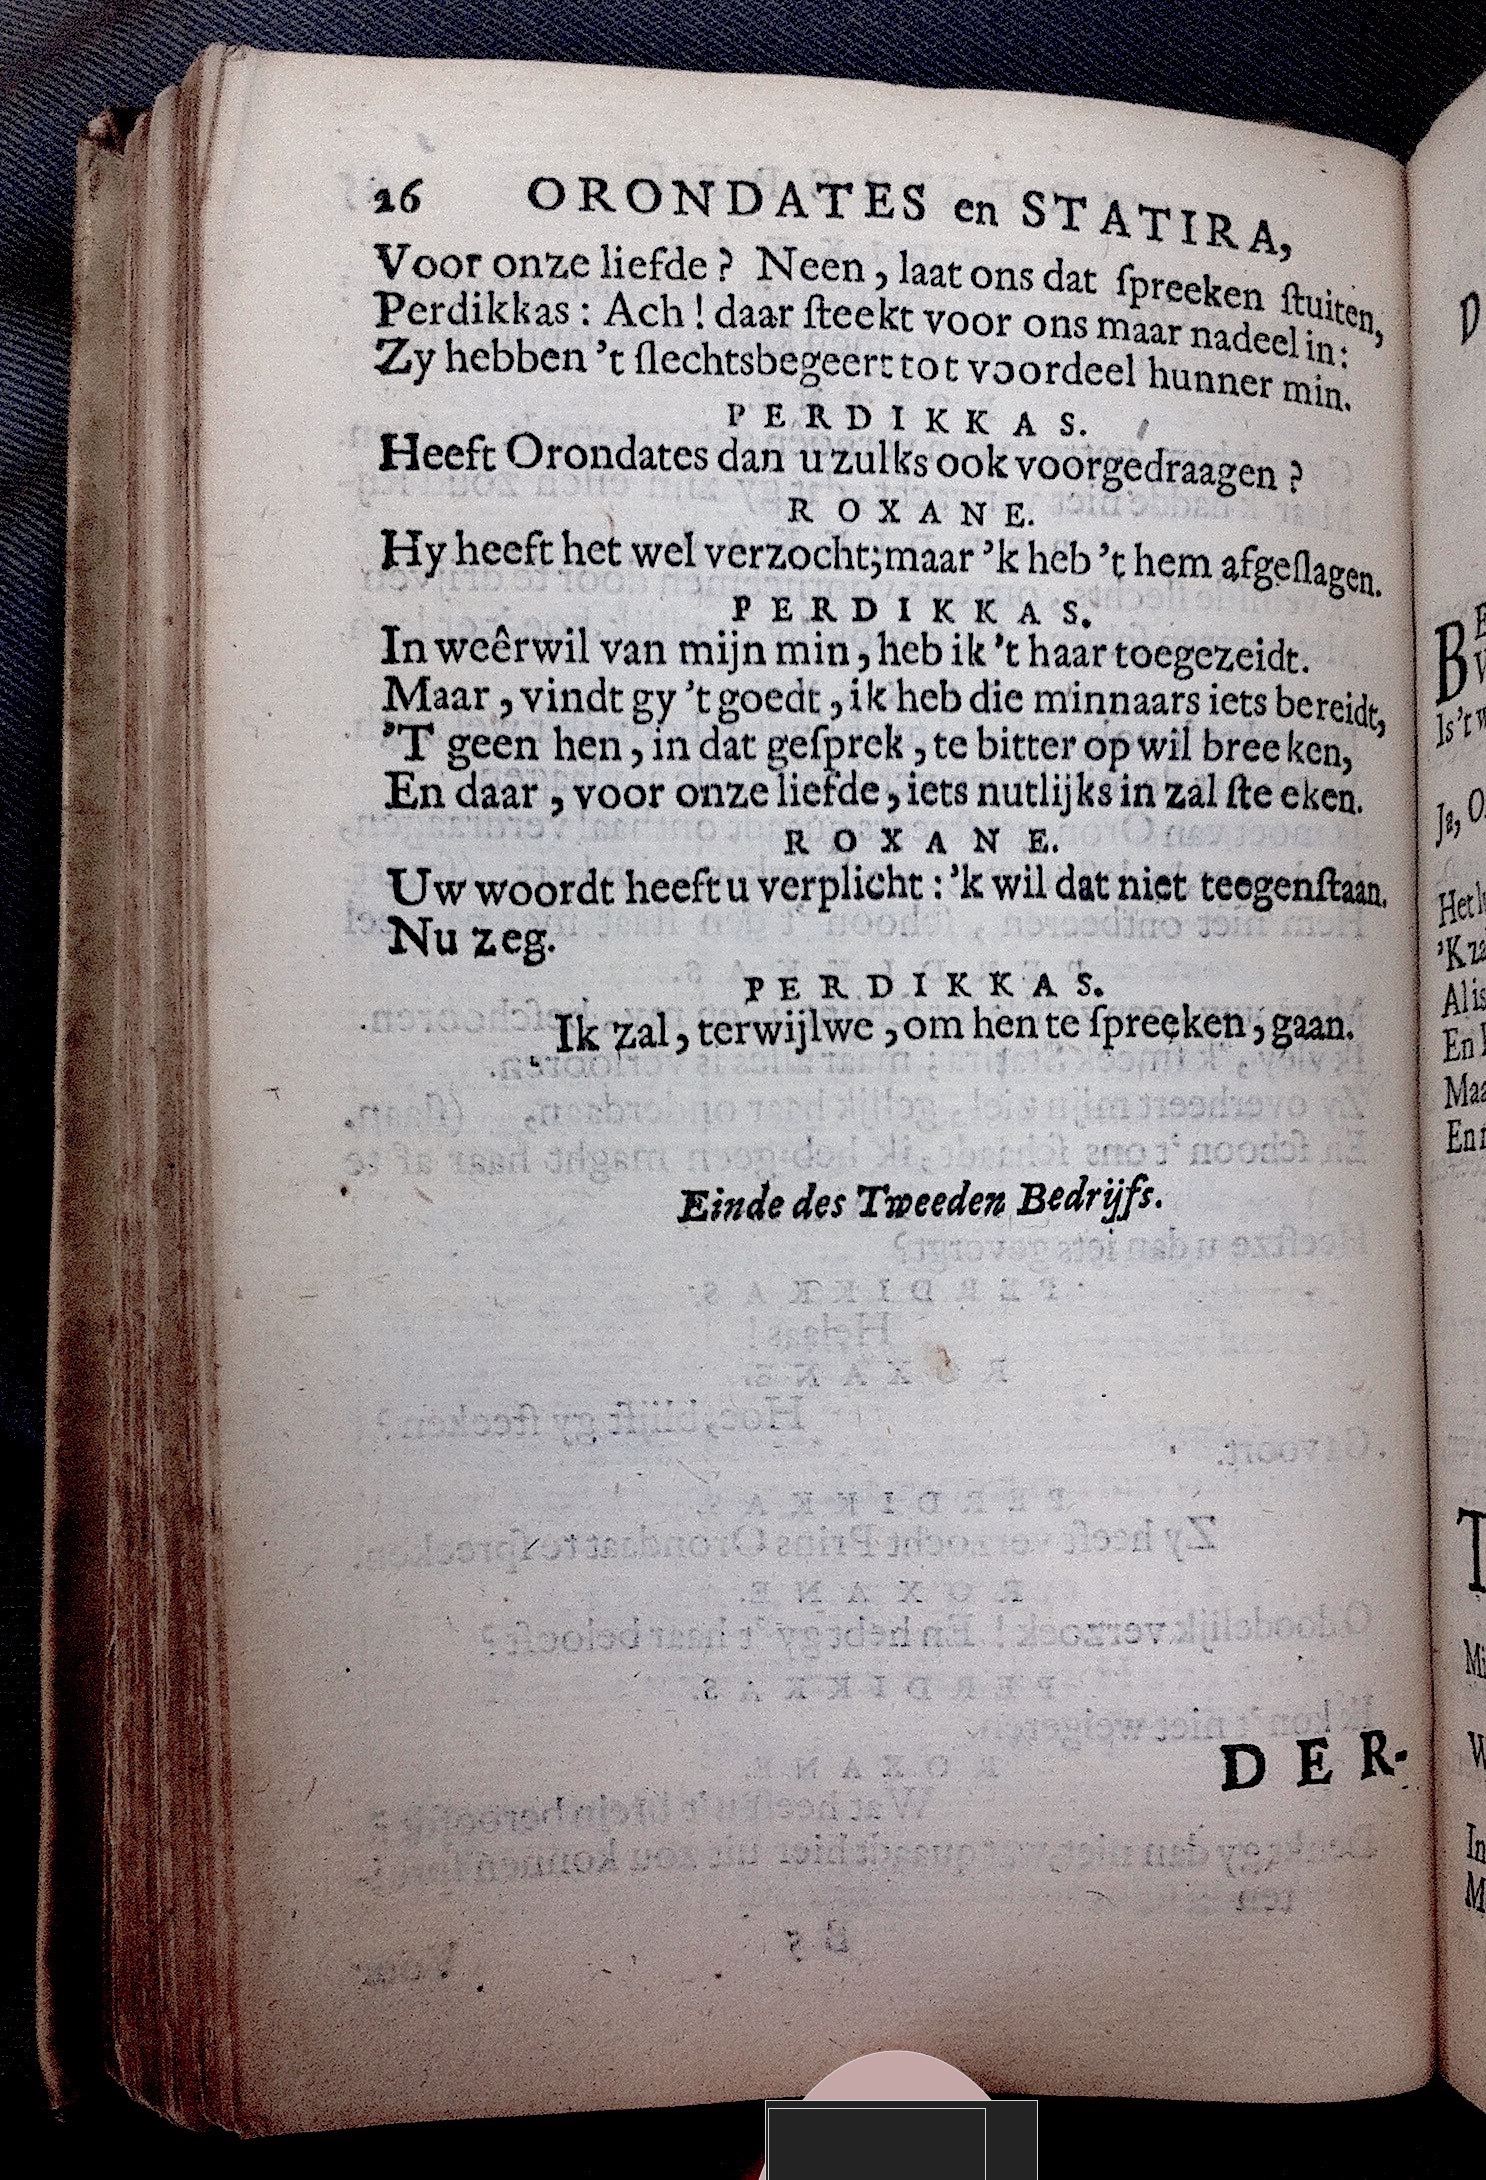 26 ORONDATES en STATIRA,
Voor onze liefde? Neen, laat ons dat ſpreeken ſtuiten,
Perdikkas: Ach! daar ſteekt voor ons maar nadeel in:
Zy hebben 't ſlechtsbegeert tot voordeel hunner min.
PERDIKKAS.
Heeft Orondates dan u zulks ook voorgedraagen?
ROXANE.
Hy heeft het wel verzocht; maar 'k heb 't hem afgeſlagen.
PERDIKKAS.
In weêrwil van mijn min, heb ik 't haar toegezeidt.
Maar, vindt gy 't goedt, ik heb die minnaars iets bereidt,
'T geen hen, in dat geſprek, te bitter op wil breeken,
En daar, voor onze liefde, iets nutlijks in zal ſteeken.
ROXANE.
Uw woordt heeft u verplicht: 'k wil dat niet teegenſtaan.
Nu zeg.
PERDIKKAS.
Ik zal, terwijl we, om hen te ſpreeken, gaan.
Einde des Tweeden Bedrijfs.
DER-